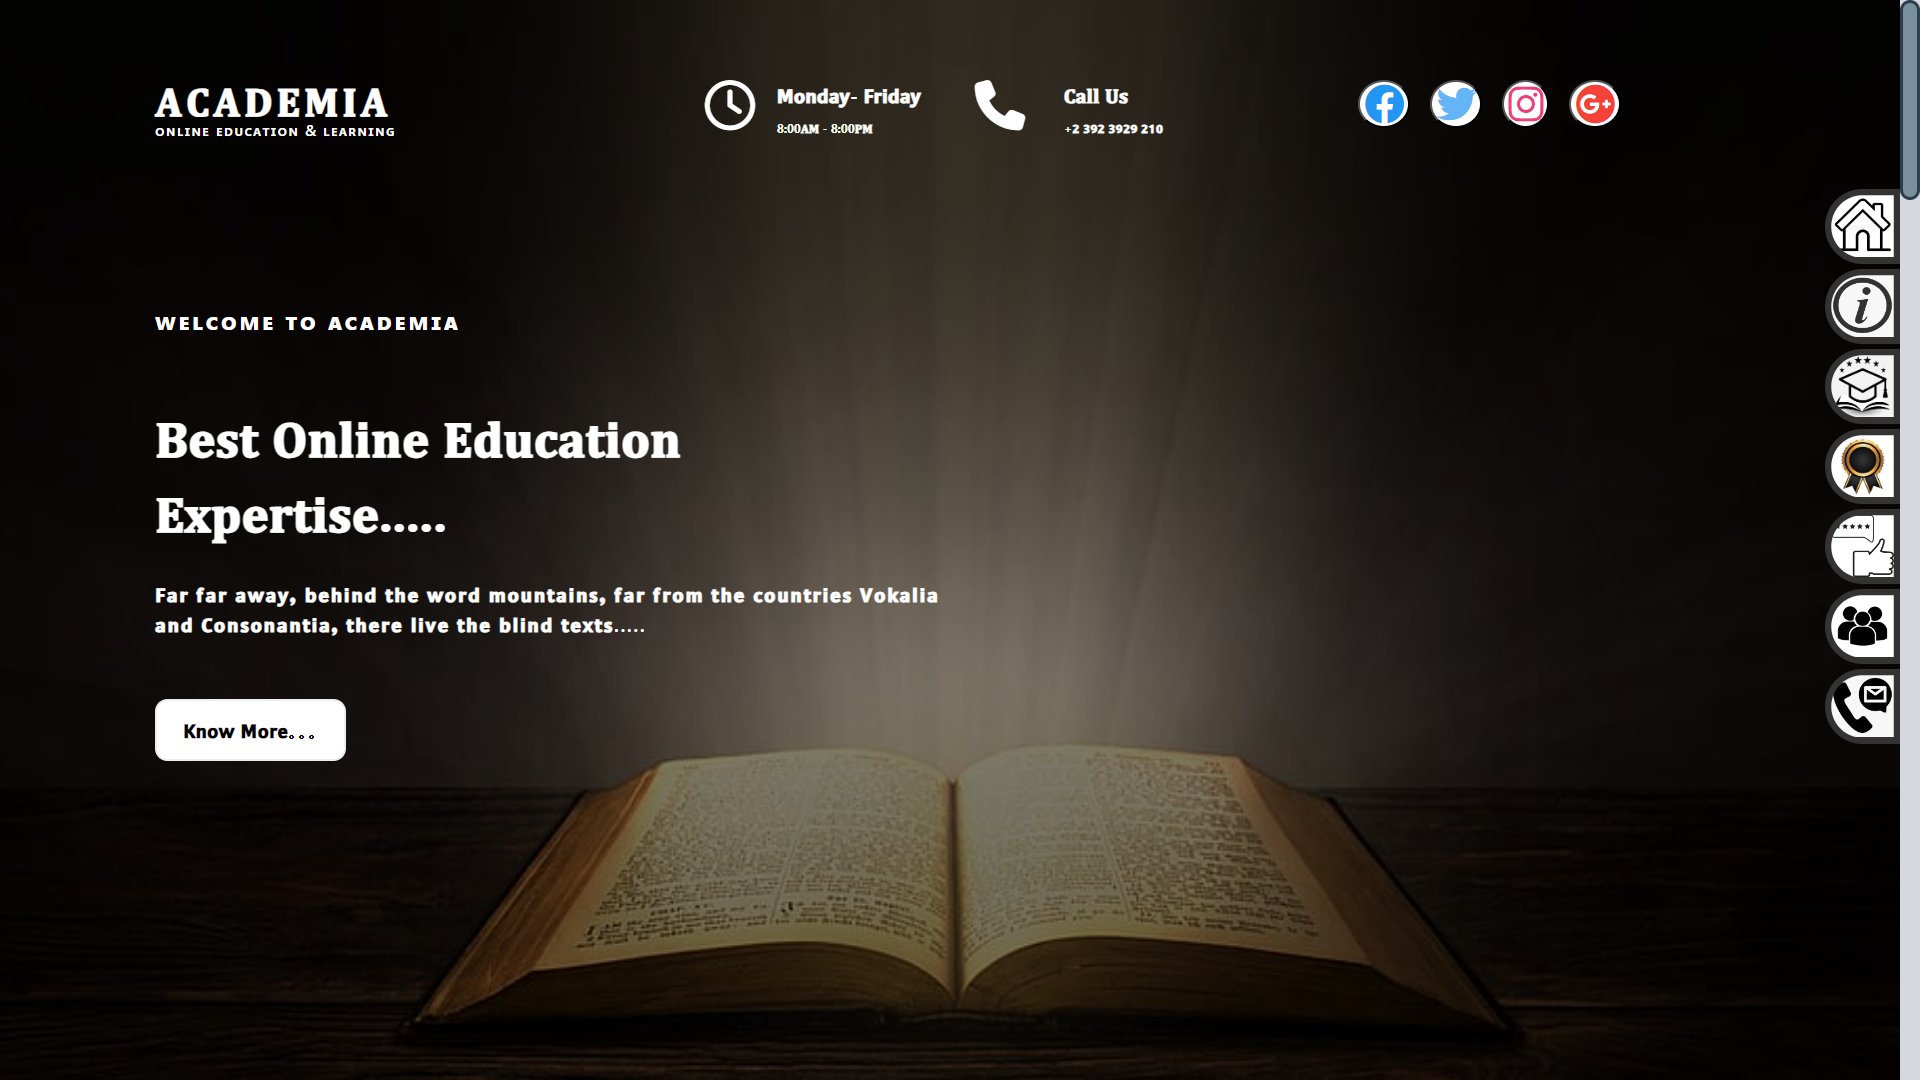 ACADEMIA
ONLINE EDUCATION & LEARNING
Monday- Friday
8:00AM - 8:00PM
Call Us
+2 392 3929 210
WELCOME TO ACADEMIA
Best Online Education
Expertise.....
Far far away, behind the word mountains, far from the countries Vokalia
and Consonantia, there live the blind texts.....
Know More...